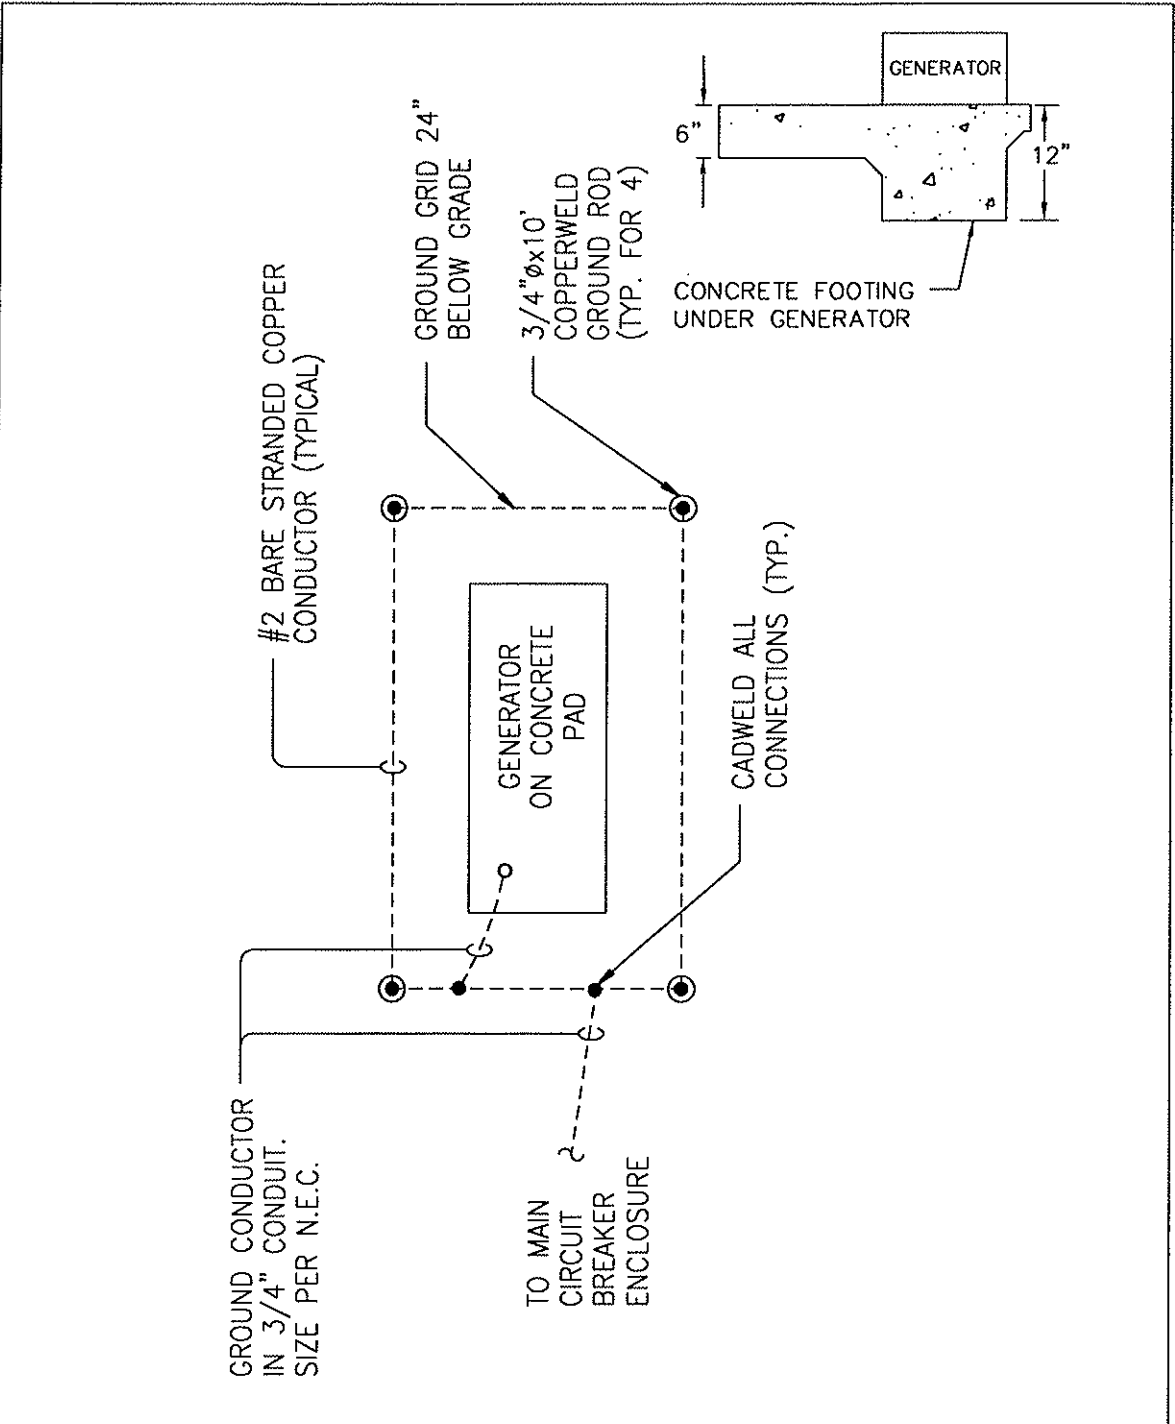 GROUND CONDUCTOR
IN 3/4" CONDUIT.
SIZE PER N.E.C.
#2 BARE STRANDED COPPER
CONDUCTOR (TYPICAL)
GROUND GRID 24"
BELOW GRADE
3/4"øx10'
COPPERWELD
GROUND ROD
(TYP. FOR 4)
GENERATOR
ON CONCRETE
PAD
TO MAIN
CIRCUIT
BREAKER
ENCLOSURE
CADWELD ALL
CONNECTIONS (TYP.)
GENERATOR
6"
12"
CONCRETE FOOTING
UNDER GENERATOR